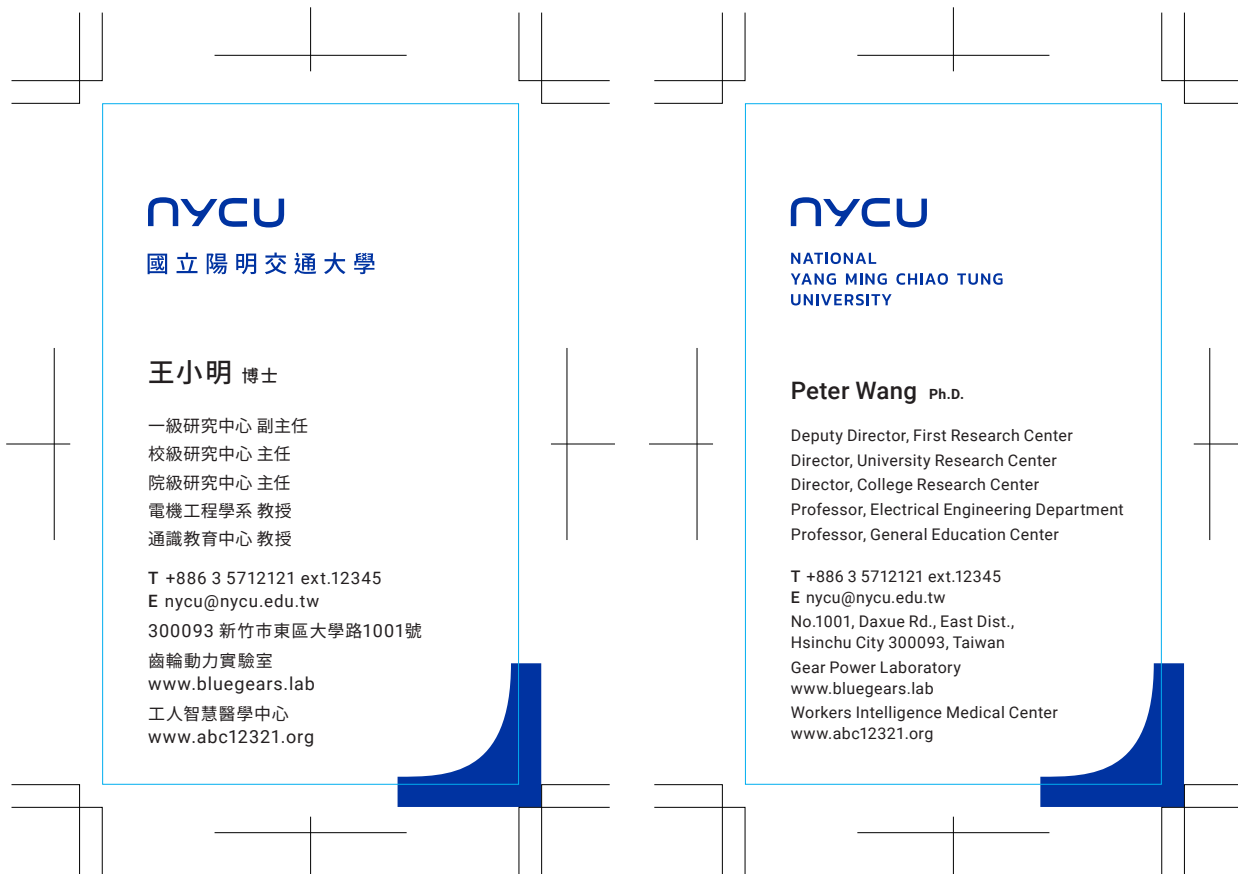 NYCU
國立陽明交通大學
王小明 博士
一級研究中心 副主任
校級研究中心 主任
院級研究中心 主任
電機工程學系 教授
通識教育中心 教授
T +886 3 5712121 ext.12345
E nycu@nycu.edu.tw
300093 新竹市東區大學路1001號
齒輪動力實驗室
www.bluegears.lab
工人智慧醫學中心
www.abc12321.org
NYCU
NATIONAL
YANG MING CHIAO TUNG
UNIVERSITY
Peter Wang Ph.D.
Deputy Director, First Research Center
Director, University Research Center
Director, College Research Center
Professor, Electrical Engineering Department
Professor, General Education Center
T +886 3 5712121 ext.12345
E nycu@nycu.edu.tw
No.1001, Daxue Rd., East Dist.,
Hsinchu City 300093, Taiwan
Gear Power Laboratory
www.bluegears.lab
Workers Intelligence Medical Center
www.abc12321.org